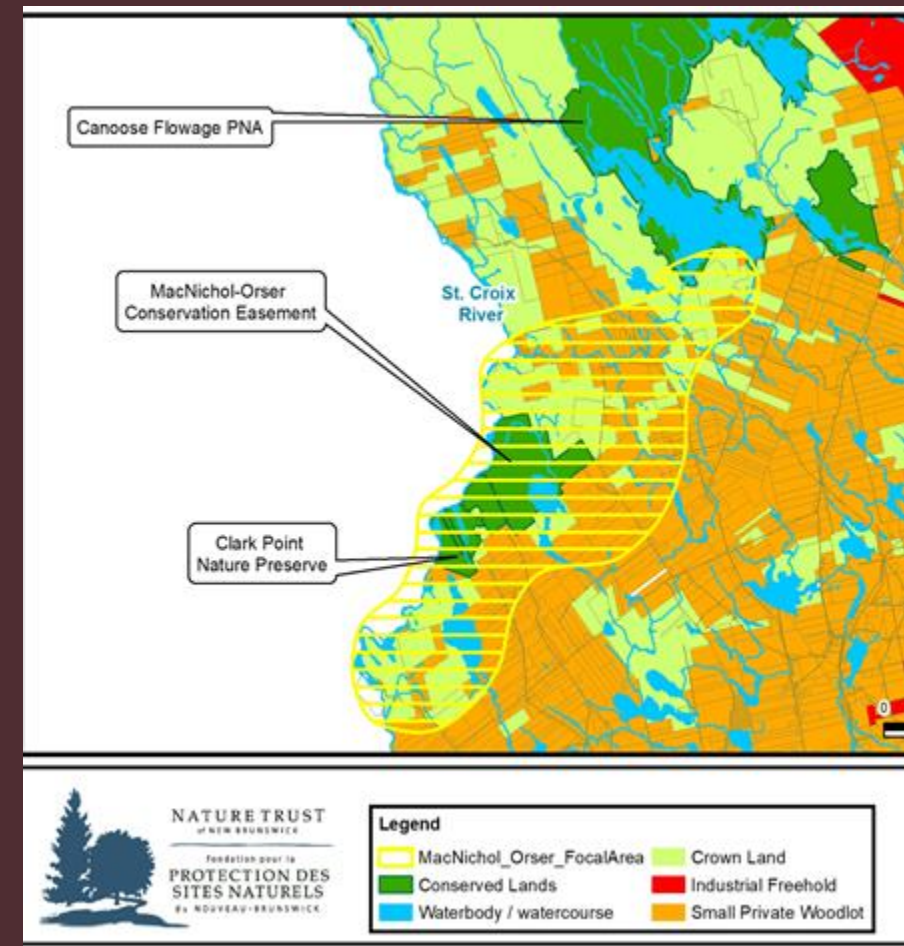 Canoose Flowage PNA
MacNichol-Orser
Conservation Easement
St. Croix
River
Clark Point
Nature Preserve
0
NATURE TRUST
of NEW BRUNSWICK
Fondation pour la
PROTECTION DES
SITES NATURELS
du NOUVEAU-BRUNSWICK
Legend
MacNichol_Orser_FocalArea
Crown Land
Conserved Lands
Industrial Freehold
Waterbody / watercourse
Small Private Woodlot